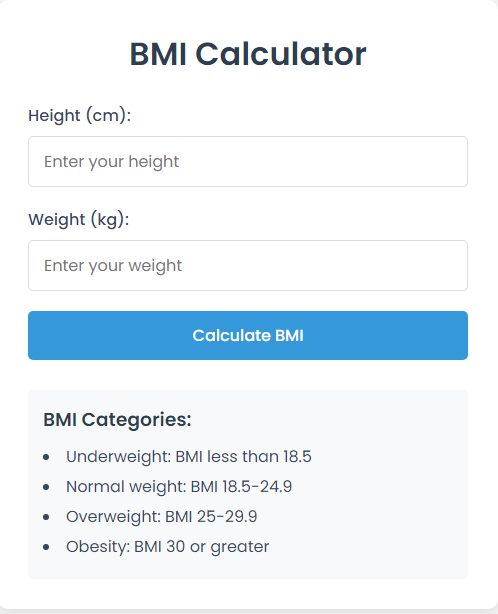 BMI Calculator
Height (cm):
Enter your height
Weight (kg):
Enter your weight
Calculate BMI
BMI Categories:
Underweight: BMI less than 18.5
Normal weight: BMI 18.5-24.9
Overweight: BMI 25-29.9
Obesity: BMI 30 or greater